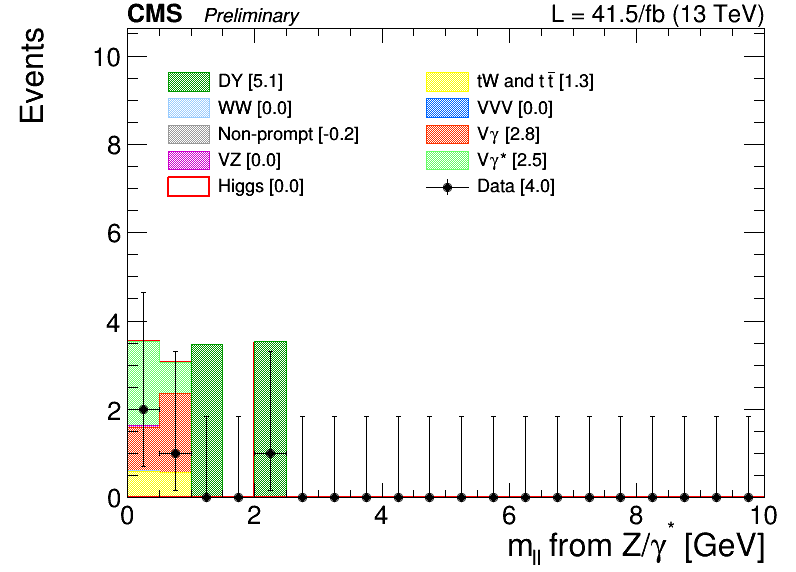 CMS Preliminary L = 41.5/fb (13 TeV)
Events
DY [5.1]
WW [0.0]
Non-prompt [-0.2]
VZ [0.0]
Higgs [0.0]
tW and t t̅ [1.3]
VVV [0.0]
Vγ [2.8]
Vγ* [2.5]
Data [4.0]
10
8
6
4
2
0
0 2 4 6 8 10
m_ll from Z/γ* [GeV]